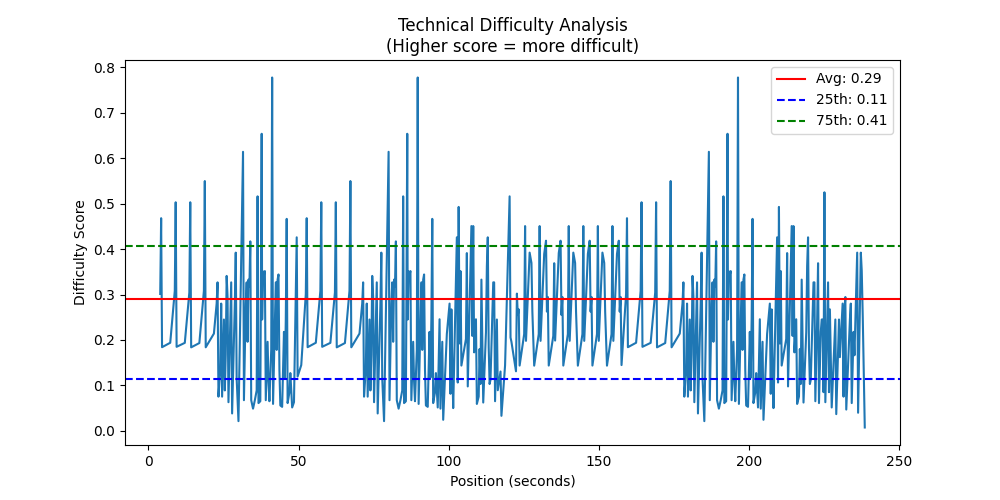 Technical Difficulty Analysis
(Higher score = more difficult)
Avg: 0.29
25th: 0.11
75th: 0.41
Difficulty Score
0.8
0.7
0.6
0.5
0.4
0.3
0.2
0.1
0.0
0 50 100 150 200 250
Position (seconds)